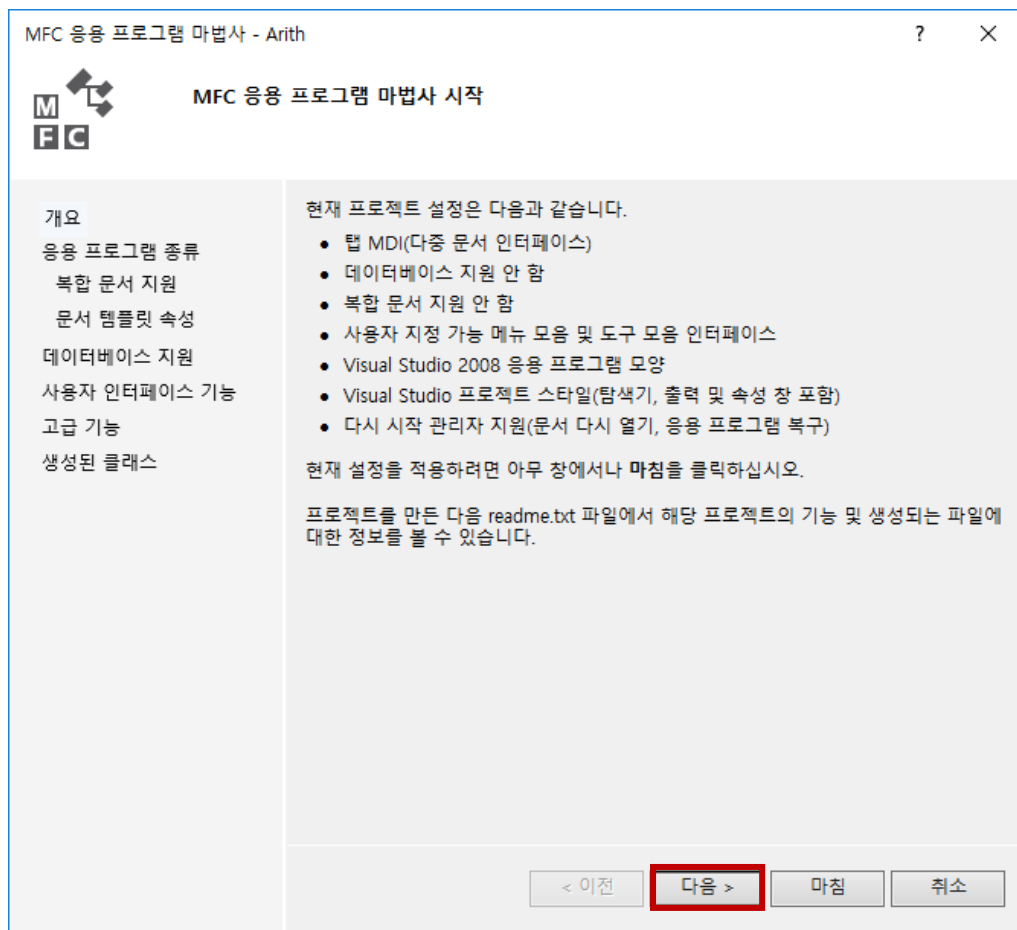 MFC 응용 프로그램 마법사 - Arith
?
M
F C
MFC 응용 프로그램 마법사 시작
개요
응용 프로그램 종류
복합 문서 지원
문서 템플릿 속성
데이터베이스 지원
사용자 인터페이스 기능
고급 기능
생성된 클래스
현재 프로젝트 설정은 다음과 같습니다.
• 탭 MDI(다중 문서 인터페이스)
• 데이터베이스 지원 안 함
• 복합 문서 지원 안 함
• 사용자 지정 가능 메뉴 모음 및 도구 모음 인터페이스
• Visual Studio 2008 응용 프로그램 모양
• Visual Studio 프로젝트 스타일(탐색기, 출력 및 속성 창 포함)
• 다시 시작 관리자 지원(문서 다시 열기, 응용 프로그램 복구)
현재 설정을 적용하려면 아무 창에서나 마침을 클릭하십시오.
프로젝트를 만든 다음 readme.txt 파일에서 해당 프로젝트의 기능 및 생성되는 파일에
대한 정보를 볼 수 있습니다.
< 이전
다음 >
마침
취소